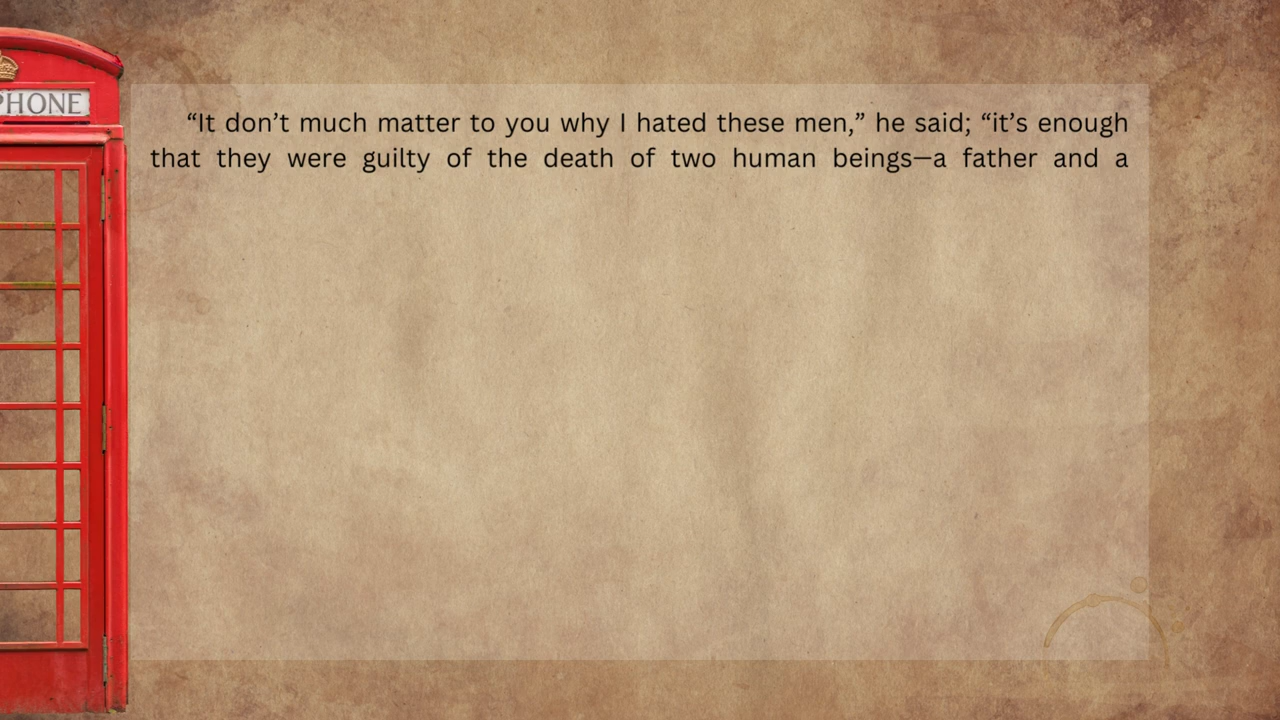 PHONE
“It don’t much matter to you why I hated these men,” he said; “it’s enough
that they were guilty of the death of two human beings—a father and a